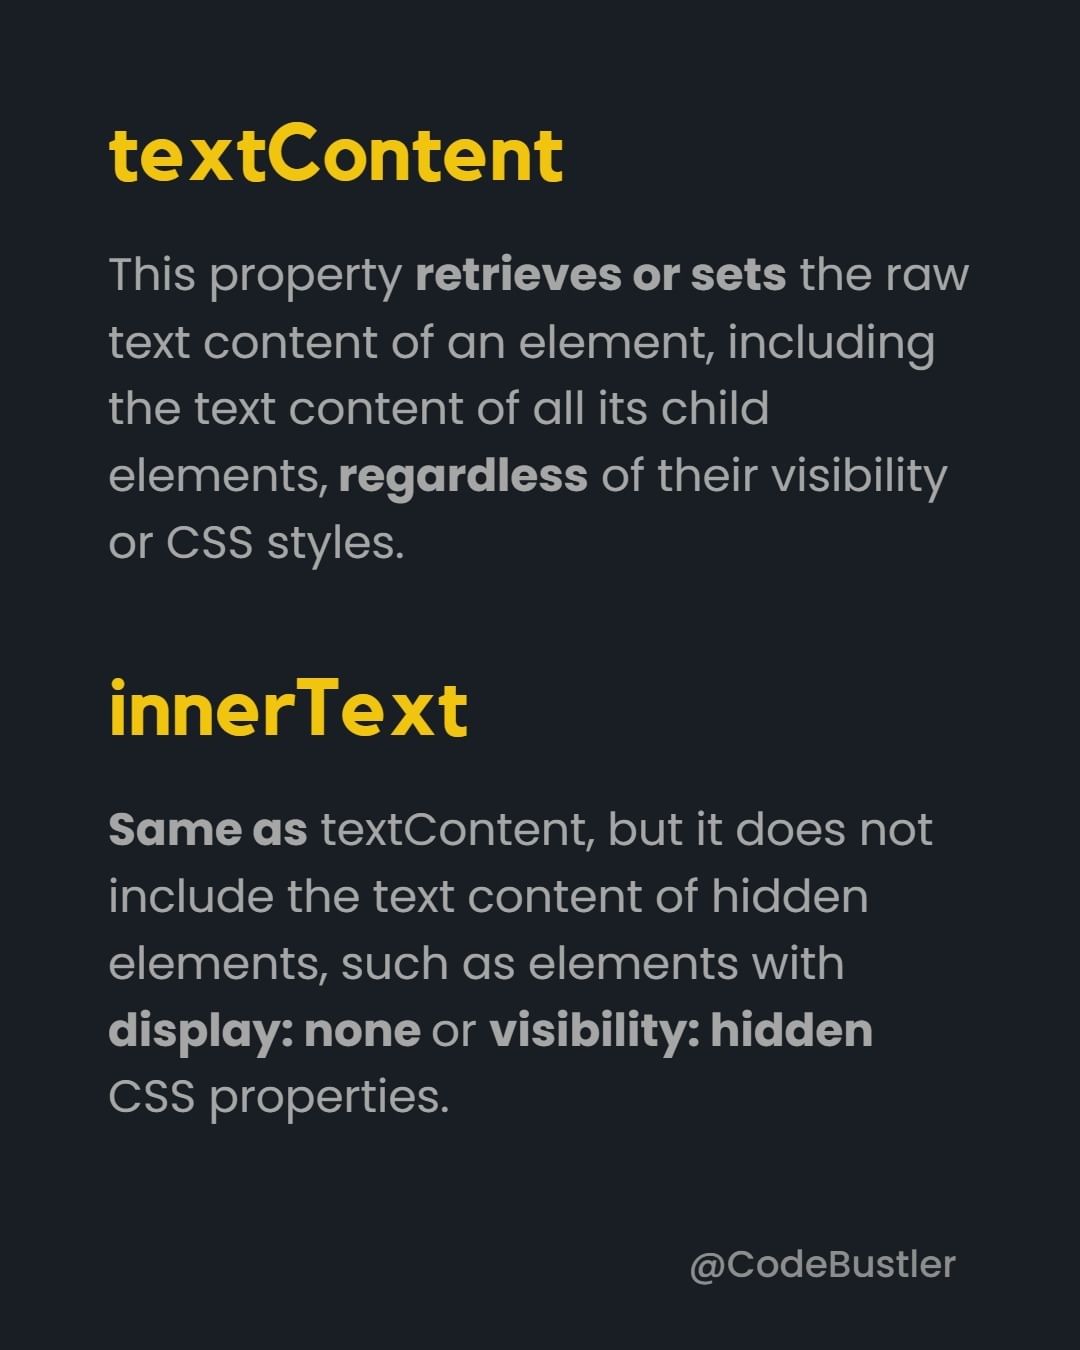 textContent
This property retrieves or sets the raw
text content of an element, including
the text content of all its child
elements, regardless of their visibility
or CSS styles.
innerText
Same as textContent, but it does not
include the text content of hidden
elements, such as elements with
display: none or visibility: hidden
CSS properties.
@CodeBustler